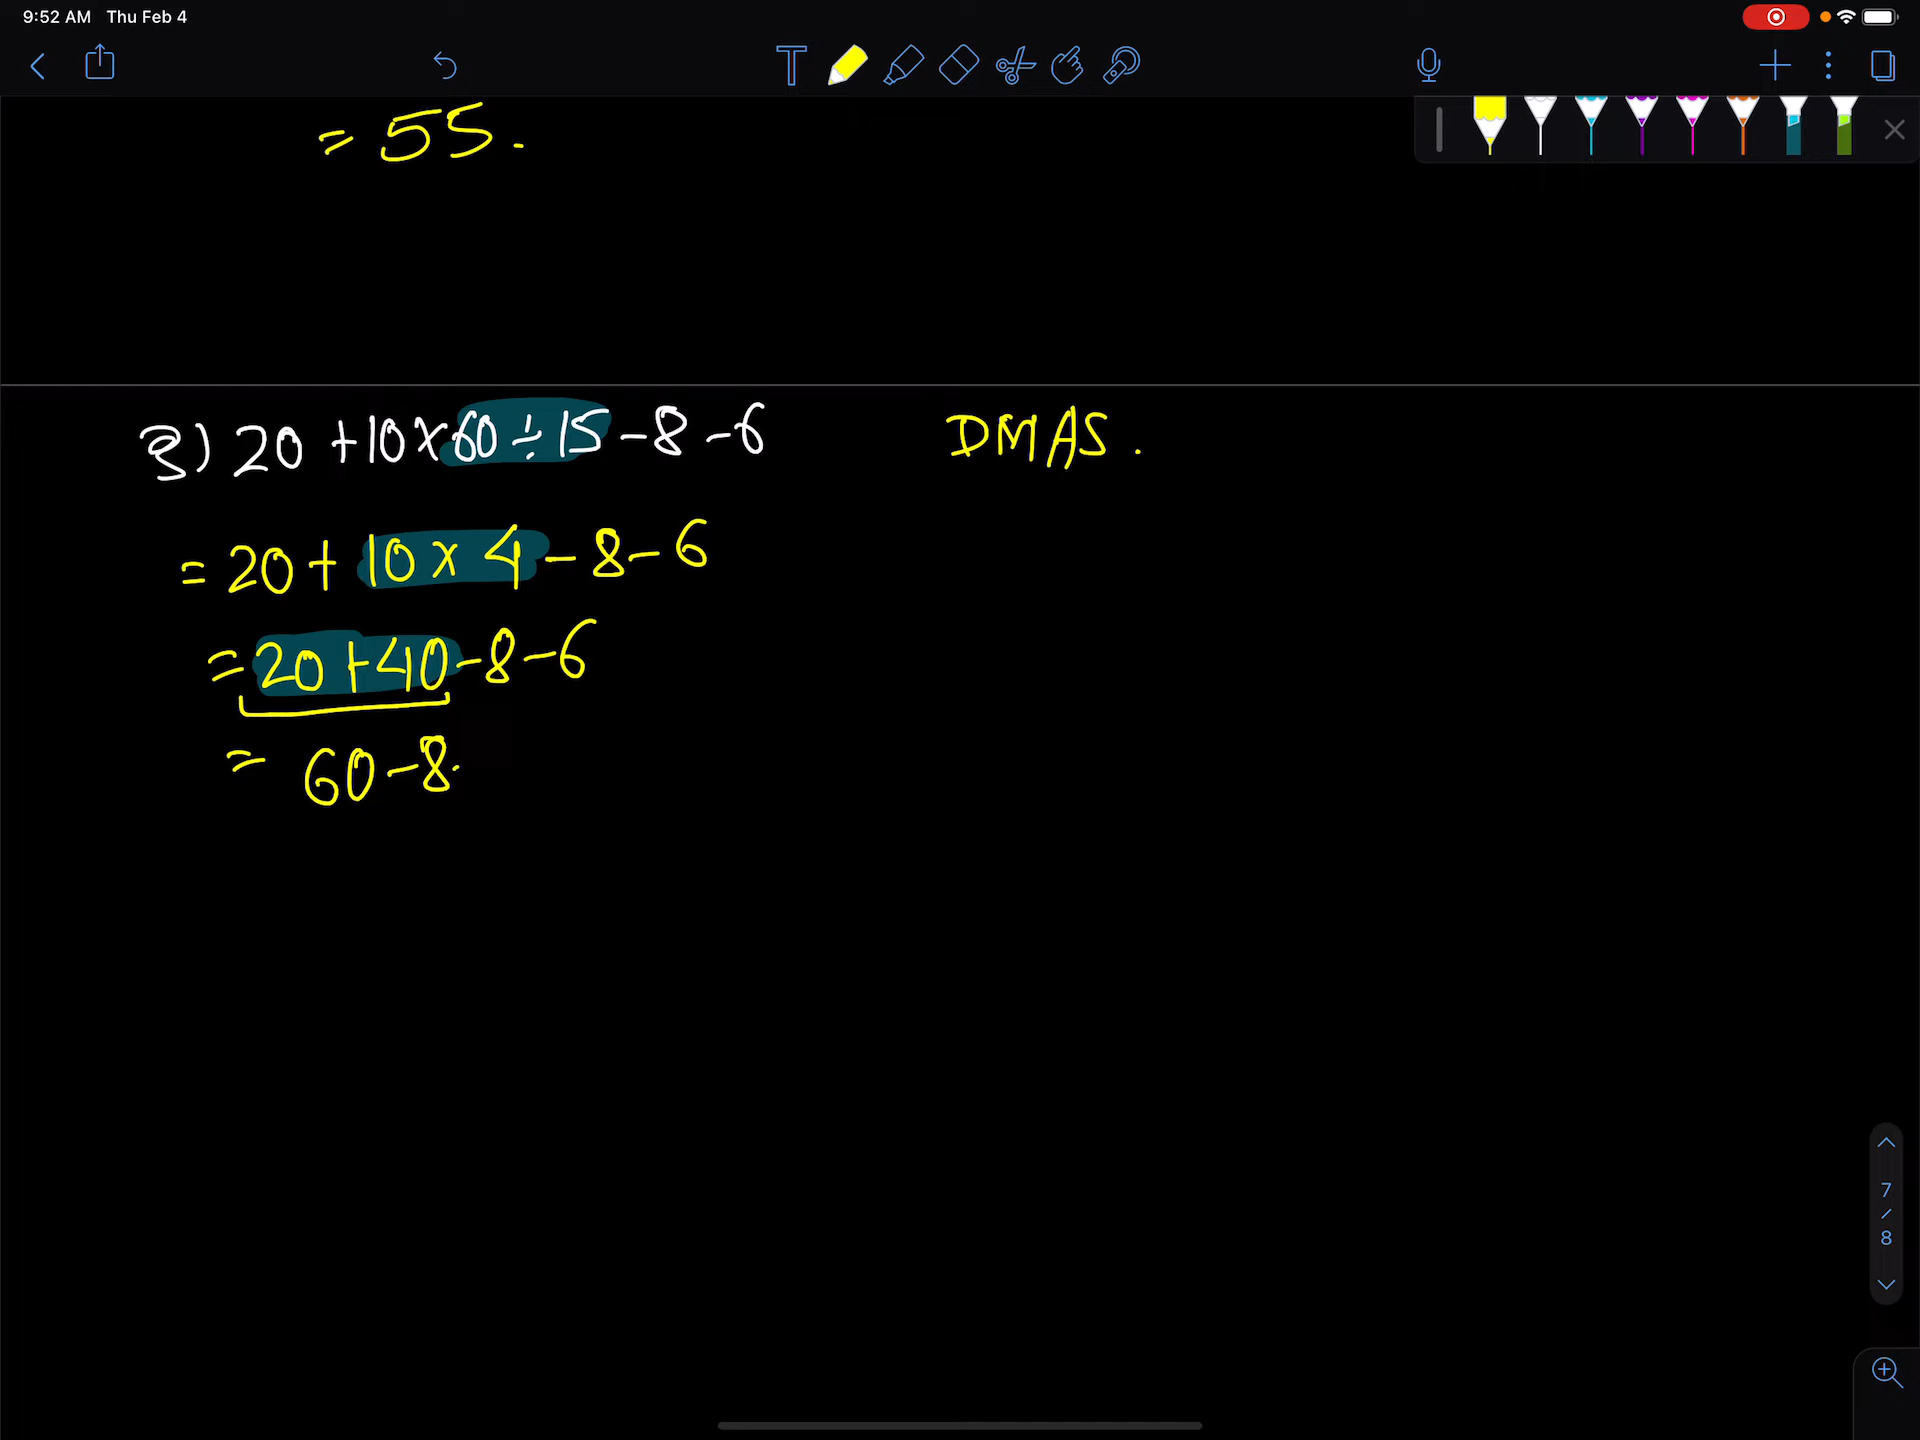 9:52 AM Thu Feb 4
= 55.
3) 20 + 10 × 60 ÷ 15 - 8 - 6
DMAS.
= 20 + 10 × 4 - 8 - 6
= 20 + 40 - 8 - 6
= 60 - 8.
7
/
8